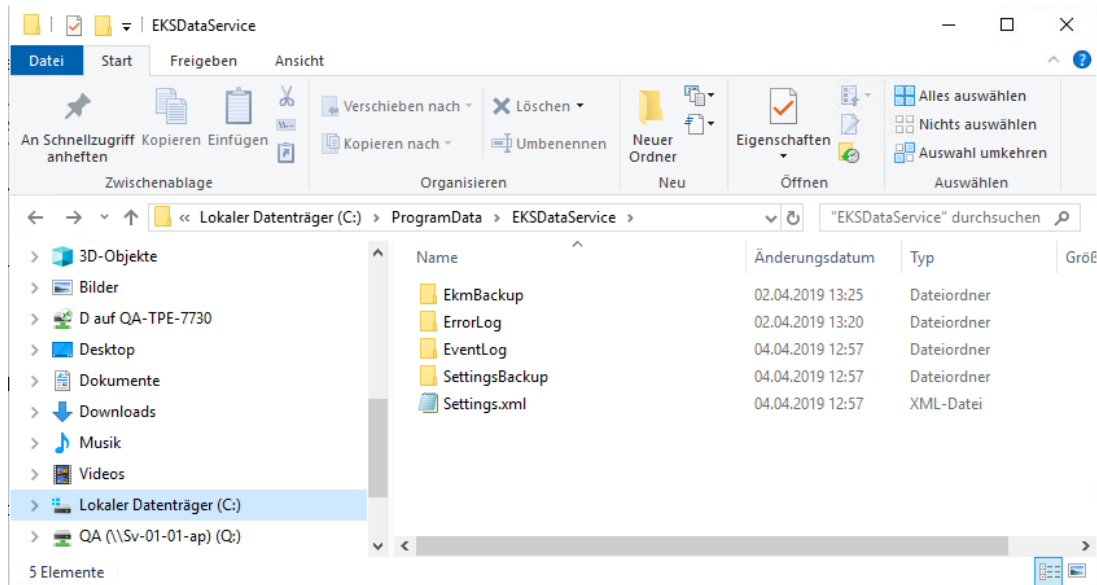 EKSDataService
Datei Start Freigeben Ansicht
An Schnellzugriff anheften
Kopieren
Einfügen
Zwischenablage
Verschieben nach
Kopieren nach
Löschen
Umbenennen
Organisieren
Neuer Ordner
Neu
Eigenschaften
Öffnen
Alles auswählen
Nichts auswählen
Auswahl umkehren
Auswählen
« Lokaler Datenträger (C:) > ProgramData > EKSDataService >
"EKSDataService" durchsuchen
3D-Objekte
Bilder
D auf QA-TPE-7730
Desktop
Dokumente
Downloads
Musik
Videos
Lokaler Datenträger (C:)
QA (\\Sv-01-01-ap) (Q:)
Name Änderungsdatum Typ Größ
EkmBackup 02.04.2019 13:25 Dateiordner
ErrorLog 02.04.2019 13:20 Dateiordner
EventLog 04.04.2019 12:57 Dateiordner
SettingsBackup 04.04.2019 12:57 Dateiordner
Settings.xml 04.04.2019 12:57 XML-Datei
5 Elemente